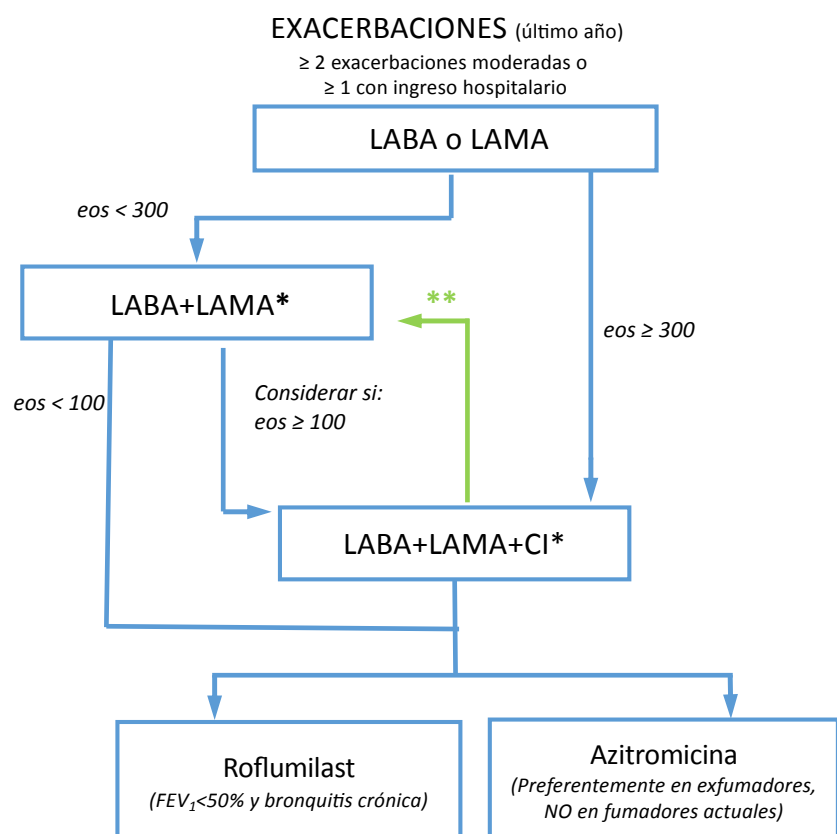 EXACERBACIONES (último año)
≥ 2 exacerbaciones moderadas o
≥ 1 con ingreso hospitalario
LABA o LAMA
eos < 300
LABA+LAMA*
**
eos ≥ 300
eos < 100
Considerar si:
eos ≥ 100
LABA+LAMA+CI*
Roflumilast
(FEV₁<50% y bronquitis crónica)
Azitromicina
(Preferentemente en exfumadores,
NO en fumadores actuales)